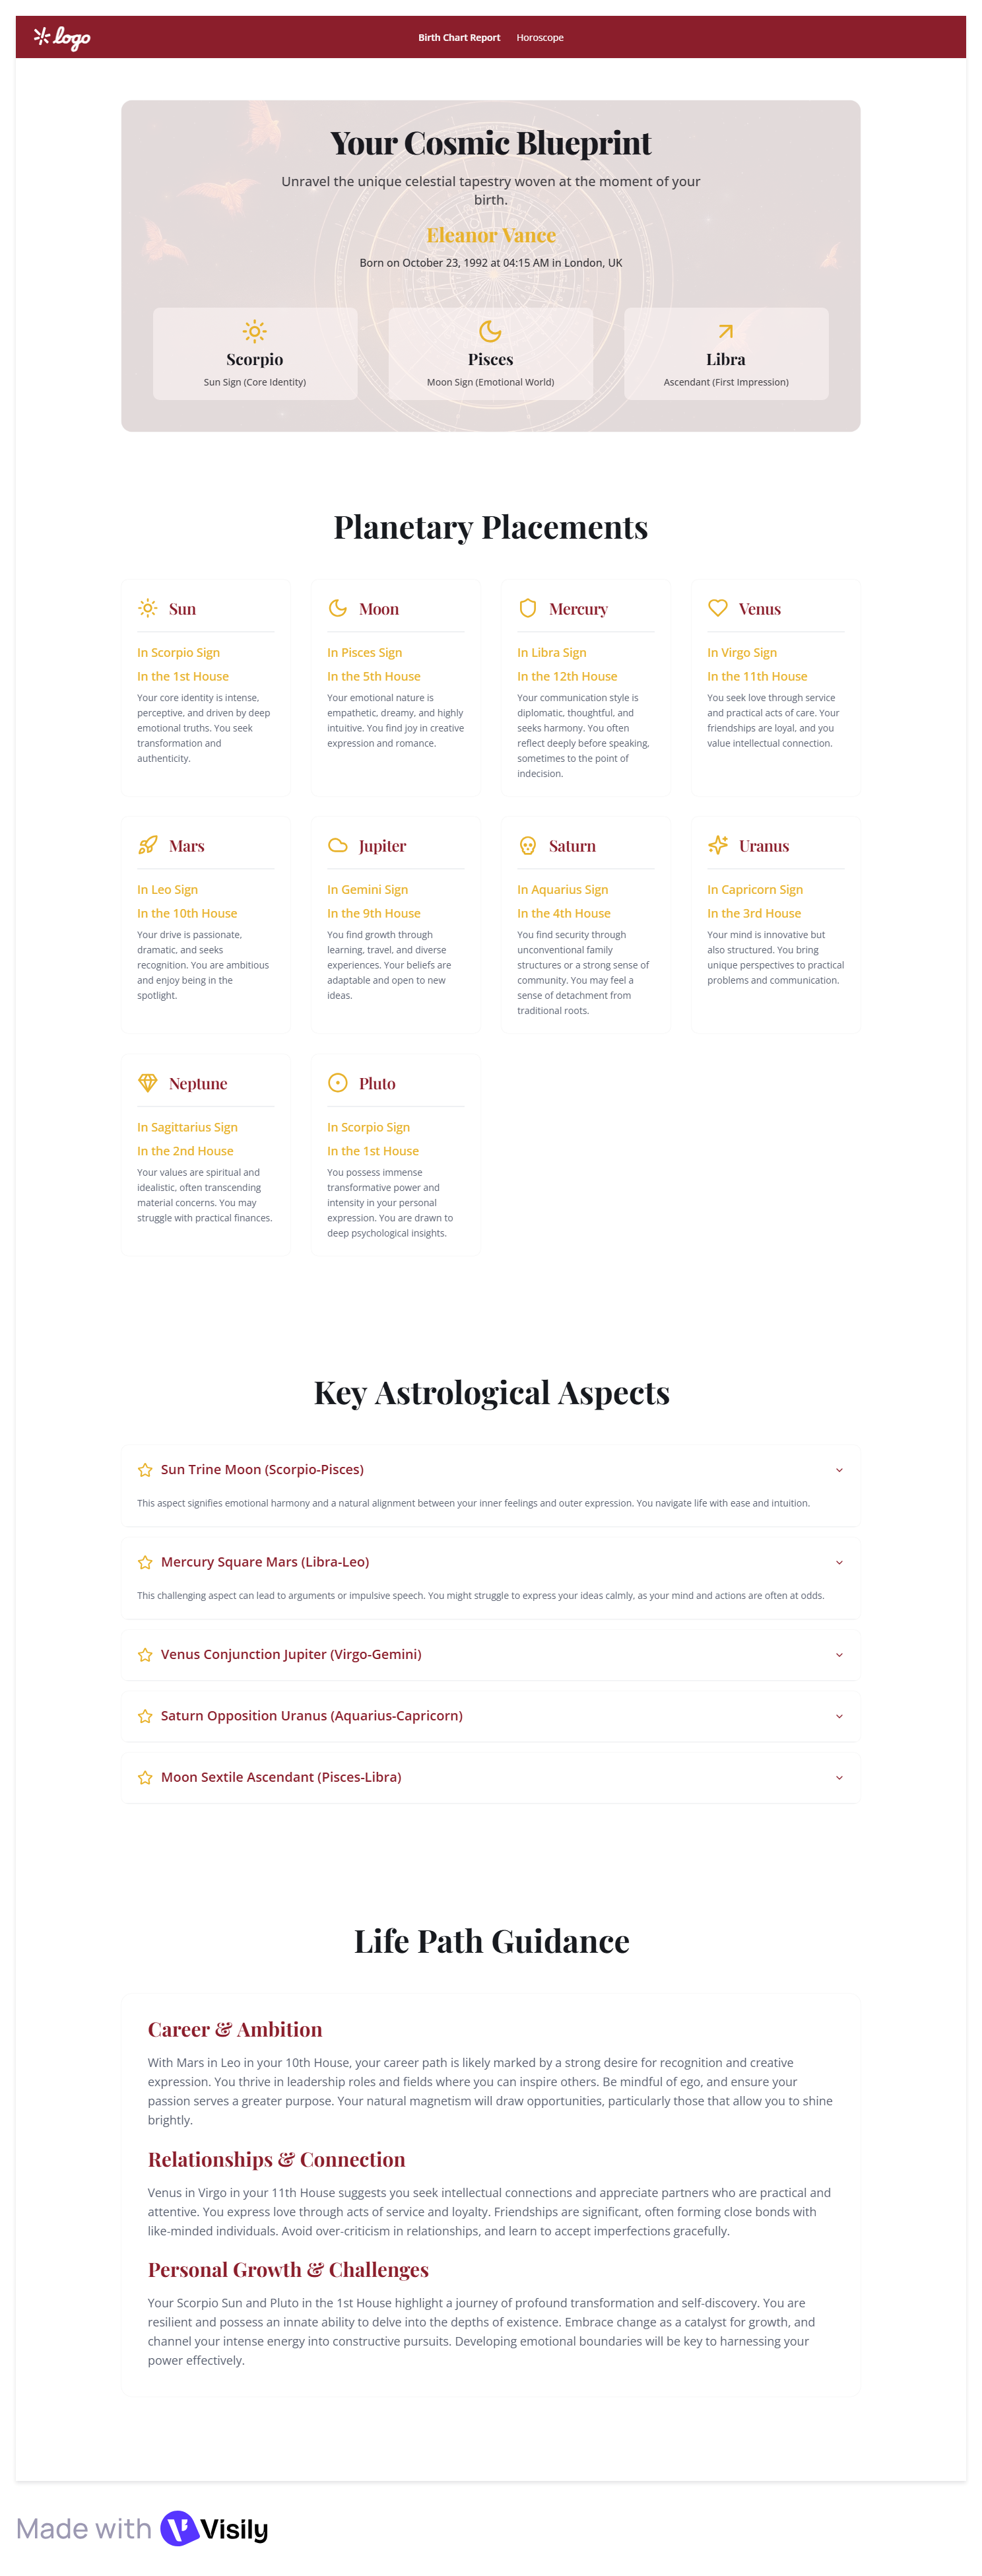 logo
Birth Chart Report
Horoscope
Your Cosmic Blueprint
Unravel the unique celestial tapestry woven at the moment of your
birth.
Eleanor Vance
Born on October 23, 1992 at 04:15 AM in London, UK
Scorpio
Sun Sign (Core Identity)
Pisces
Moon Sign (Emotional World)
Libra
Ascendant (First Impression)
Planetary Placements
Sun
In Scorpio Sign
In the 1st House
Your core identity is intense,
perceptive, and driven by deep
emotional truths. You seek
transformation and
authenticity.
Moon
In Pisces Sign
In the 5th House
Your emotional nature is
empathetic, dreamy, and highly
intuitive. You find joy in creative
expression and romance.
Mercury
In Libra Sign
In the 12th House
Your communication style is
diplomatic, thoughtful, and
seeks harmony. You often
reflect deeply before speaking,
sometimes to the point of
indecision.
Venus
In Virgo Sign
In the 11th House
You seek love through service
and practical acts of care. Your
friendships are loyal, and you
value intellectual connection.
Mars
In Leo Sign
In the 10th House
Your drive is passionate,
dramatic, and seeks
recognition. You are ambitious
and enjoy being in the
spotlight.
Jupiter
In Gemini Sign
In the 9th House
You find growth through
learning, travel, and diverse
experiences. Your beliefs are
adaptable and open to new
ideas.
Saturn
In Aquarius Sign
In the 4th House
You find security through
unconventional family
structures or a strong sense of
community. You may feel a
sense of detachment from
traditional roots.
Uranus
In Capricorn Sign
In the 3rd House
Your mind is innovative but
also structured. You bring
unique perspectives to practical
problems and communication.
Neptune
In Sagittarius Sign
In the 2nd House
Your values are spiritual and
idealistic, often transcending
material concerns. You may
struggle with practical finances.
Pluto
In Scorpio Sign
In the 1st House
You possess immense
transformative power and
intensity in your personal
expression. You are drawn to
deep psychological insights.
Key Astrological Aspects
Sun Trine Moon (Scorpio-Pisces)
This aspect signifies emotional harmony and a natural alignment between your inner feelings and outer expression. You navigate life with ease and intuition.
Mercury Square Mars (Libra-Leo)
This challenging aspect can lead to arguments or impulsive speech. You might struggle to express your ideas calmly, as your mind and actions are often at odds.
Venus Conjunction Jupiter (Virgo-Gemini)
Saturn Opposition Uranus (Aquarius-Capricorn)
Moon Sextile Ascendant (Pisces-Libra)
Life Path Guidance
Career & Ambition
With Mars in Leo in your 10th House, your career path is likely marked by a strong desire for recognition and creative
expression. You thrive in leadership roles and fields where you can inspire others. Be mindful of ego, and ensure your
passion serves a greater purpose. Your natural magnetism will draw opportunities, particularly those that allow you to shine
brightly.
Relationships & Connection
Venus in Virgo in your 11th House suggests you seek intellectual connections and appreciate partners who are practical and
attentive. You express love through acts of service and loyalty. Friendships are significant, often forming close bonds with
like-minded individuals. Avoid over-criticism in relationships, and learn to accept imperfections gracefully.
Personal Growth & Challenges
Your Scorpio Sun and Pluto in the 1st House highlight a journey of profound transformation and self-discovery. You are
resilient and possess an innate ability to delve into the depths of existence. Embrace change as a catalyst for growth, and
channel your intense energy into constructive pursuits. Developing emotional boundaries will be key to harnessing your
power effectively.
Made with Visily